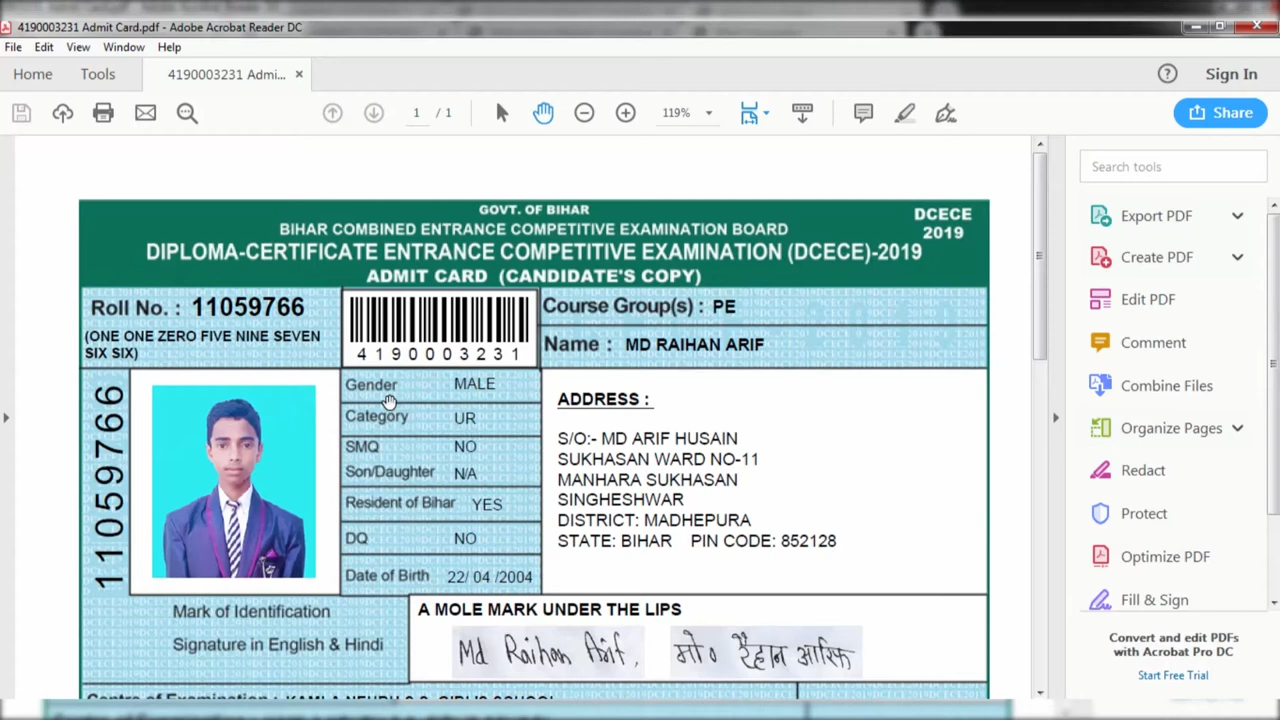 4190003231 Admit Card.pdf - Adobe Acrobat Reader DC
File Edit View Window Help
Home Tools 4190003231 Admi... × Sign In
1 / 1 119% Share
Search tools
Export PDF
Create PDF
Edit PDF
Comment
Combine Files
Organize Pages
Redact
Protect
Optimize PDF
Fill & Sign
Convert and edit PDFs
with Acrobat Pro DC
Start Free Trial
GOVT. OF BIHAR
BIHAR COMBINED ENTRANCE COMPETITIVE EXAMINATION BOARD
DIPLOMA-CERTIFICATE ENTRANCE COMPETITIVE EXAMINATION (DCECE)-2019
ADMIT CARD (CANDIDATE'S COPY)
DCECE
2019
Roll No. : 11059766
(ONE ONE ZERO FIVE NINE SEVEN
SIX SIX)
4190003231
Course Group(s) : PE
Name : MD RAIHAN ARIF
11059766
Gender MALE
Category UR
SMQ NO
Son/Daughter N/A
Resident of Bihar YES
DQ NO
Date of Birth 22/ 04 /2004
ADDRESS :
S/O:- MD ARIF HUSAIN
SUKHASAN WARD NO-11
MANHARA SUKHASAN
SINGHESHWAR
DISTRICT: MADHEPURA
STATE: BIHAR PIN CODE: 852128
Mark of Identification A MOLE MARK UNDER THE LIPS
Signature in English & Hindi Md Raihan Arif. मो० रैहान आरिफ
Centre of Examination : KAMLA NEHRU